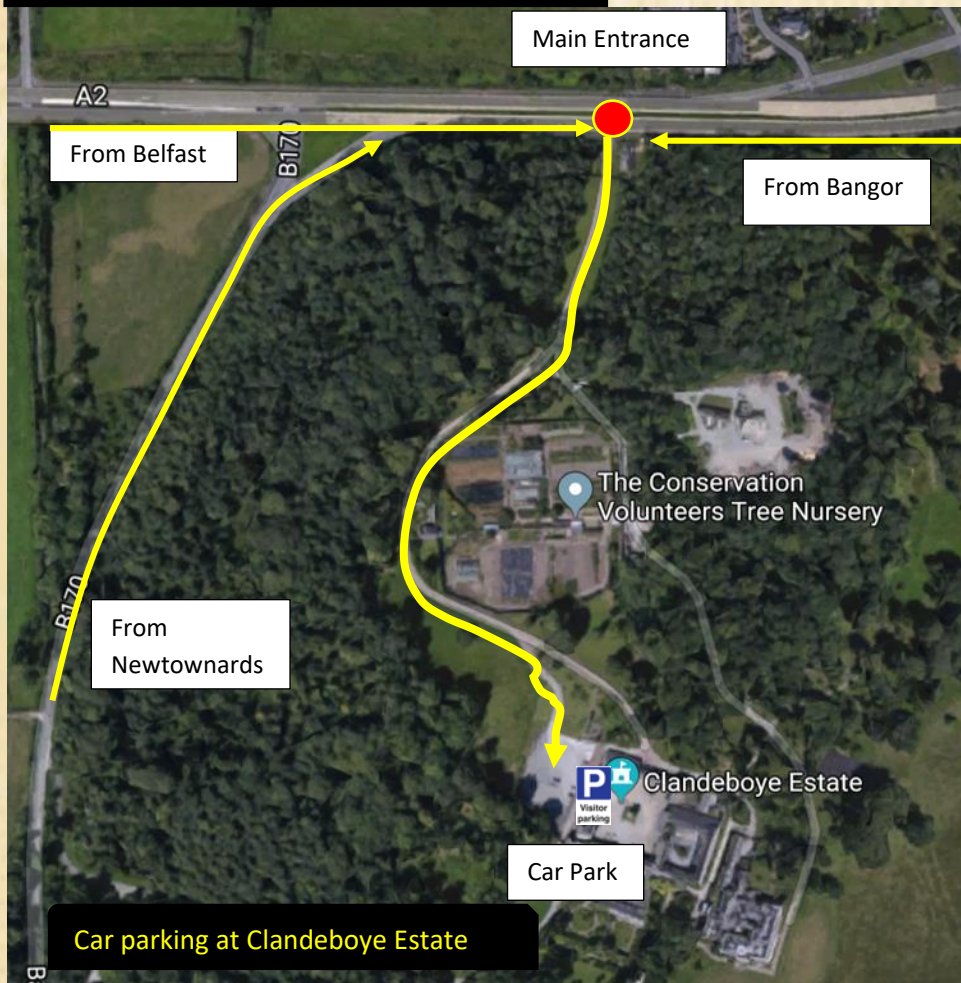 Main Entrance
A2
From Belfast
B170
From Bangor
The Conservation
Volunteers Tree Nursery
B170
From
Newtownards
Clandeboye Estate
P
Visitor
parking
Car Park
Car parking at Clandeboye Estate
B